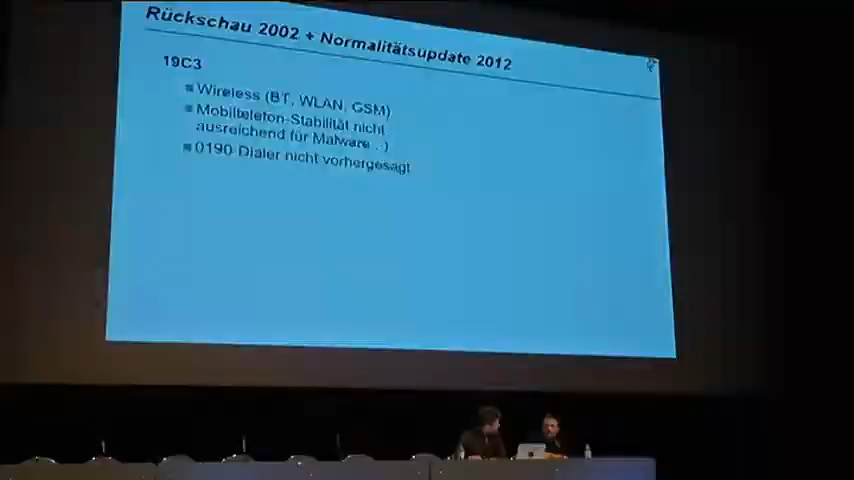 Rückschau 2002 + Normalitätsupdate 2012
19C3
Wireless (BT, WLAN, GSM)
Mobiltelefon-Stabilität nicht
ausreichend für Malware :-)
0190 Dialer nicht vorhergesagt